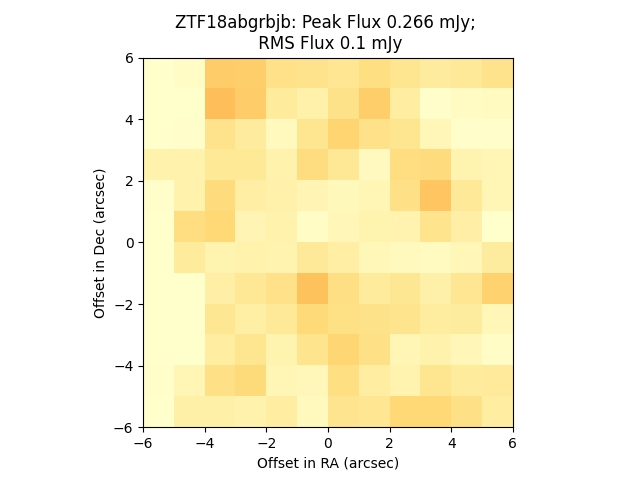 ZTF18abgrbjb: Peak Flux 0.266 mJy;
RMS Flux 0.1 mJy
6
4
2
0
−2
−4
−6
Offset in Dec (arcsec)
−6 −4 −2 0 2 4 6
Offset in RA (arcsec)